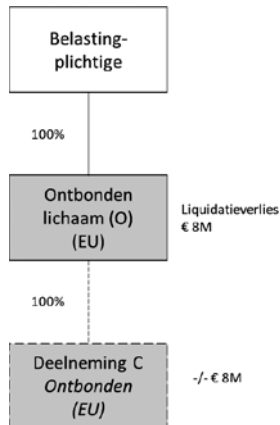 Belasting-
plichtige
100%
Ontbonden
lichaam (O)
(EU)
Liquidatieverlies
€ 8M
100%
Deelneming C
Ontbonden
(EU)
-/- € 8M